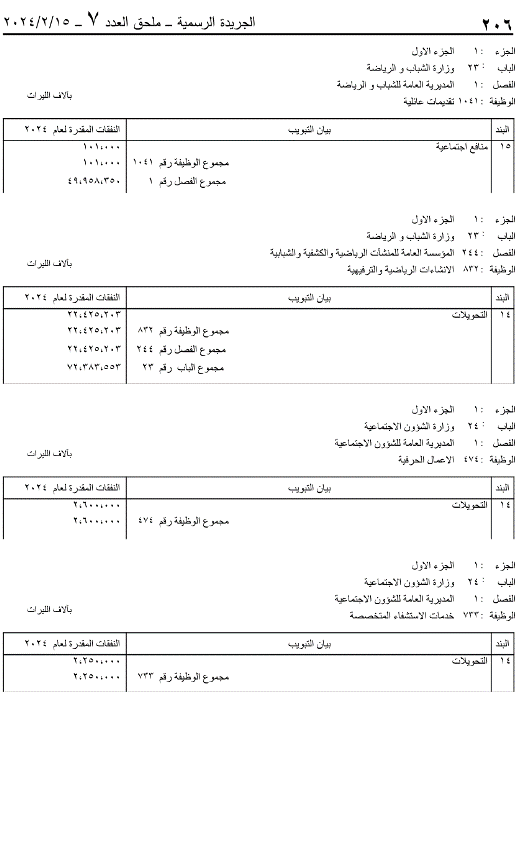 ٢٠٦ الجريدة الرسمية ـ ملحق العدد ٧ ـ ٢٠٢٤/٢/١٥
الجزء : ١ الجزء الاول
الباب : ٢٣ وزارة الشباب و الرياضة
الفصل : ١ المديرية العامة للشباب و الرياضة
بآلاف الليرات
الوظيفة : ١٠٤١ تقديمات عائلية
البند بيان التبويب النفقات المقدرة لعام ٢٠٢٤
١٥ منافع اجتماعية ١٠١،٠٠٠
مجموع الوظيفة رقم ١٠٤١ ١٠١،٠٠٠
مجموع الفصل رقم ١ ٤٩،٩٥٨،٣٥٠
الجزء : ١ الجزء الاول
الباب : ٢٣ وزارة الشباب و الرياضة
الفصل : ٢٤٤ المؤسسة العامة للمنشآت الرياضية والكشفية والشبابية
بآلاف الليرات
الوظيفة : ٨٣٢ الانشاءات الرياضية والترفيهية
البند بيان التبويب النفقات المقدرة لعام ٢٠٢٤
١٤ التحويلات ٢٢،٤٢٥،٢٠٣
مجموع الوظيفة رقم ٨٣٢ ٢٢،٤٢٥،٢٠٣
مجموع الفصل رقم ٢٤٤ ٢٢،٤٢٥،٢٠٣
مجموع الباب رقم ٢٣ ٧٢،٣٨٣،٥٥٣
الجزء : ١ الجزء الاول
الباب : ٢٤ وزارة الشؤون الاجتماعية
الفصل : ١ المديرية العامة للشؤون الاجتماعية
بآلاف الليرات
الوظيفة : ٤٧٤ الاعمال الحرفية
البند بيان التبويب النفقات المقدرة لعام ٢٠٢٤
١٤ التحويلات ٢،٦٠٠،٠٠٠
مجموع الوظيفة رقم ٤٧٤ ٢،٦٠٠،٠٠٠
الجزء : ١ الجزء الاول
الباب : ٢٤ وزارة الشؤون الاجتماعية
الفصل : ١ المديرية العامة للشؤون الاجتماعية
بآلاف الليرات
الوظيفة : ٧٣٣ خدمات الاستشفاء المتخصصة
البند بيان التبويب النفقات المقدرة لعام ٢٠٢٤
١٤ التحويلات ٢،٢٥٠،٠٠٠
مجموع الوظيفة رقم ٧٣٣ ٢،٢٥٠،٠٠٠